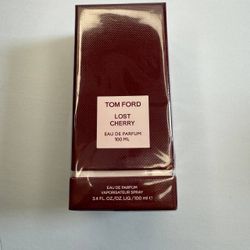 TOM FORD
LOST
CHERRY
EAU DE PARFUM
100 ML
EAU DE PARFUM
VAPORISATEUR SPRAY
3.4 FL.OZ./OZ.LIQ./100 ml ℮